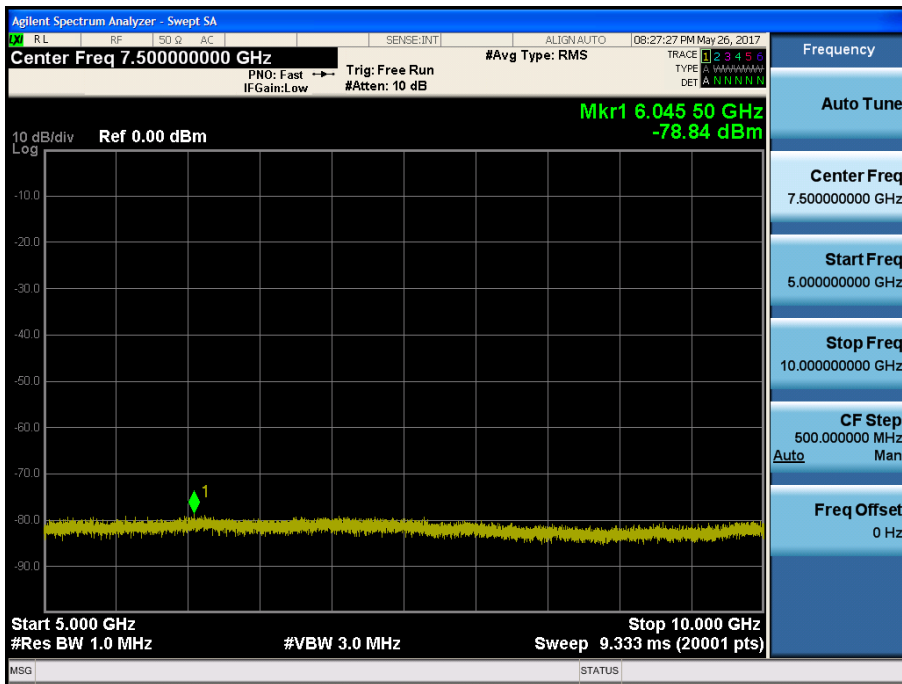 Agilent Spectrum Analyzer - Swept SA
LXI RL RF 50 Ω AC SENSE:INT ALIGN AUTO 08:27:27 PM May 26, 2017
Center Freq 7.500000000 GHz
#Avg Type: RMS
TRACE 1 2 3 4 5 6
PNO: Fast Trig: Free Run
TYPE A WWWWW
IFGain:Low #Atten: 10 dB
DET A N N N N N
Mkr1 6.045 50 GHz
-78.84 dBm
10 dB/div Ref 0.00 dBm
Log
-10.0
-20.0
-30.0
-40.0
-50.0
-60.0
-70.0
1
-80.0
-90.0
Start 5.000 GHz Stop 10.000 GHz
#Res BW 1.0 MHz #VBW 3.0 MHz Sweep 9.333 ms (20001 pts)
MSG STATUS
Frequency
Auto Tune
Center Freq
7.500000000 GHz
Start Freq
5.000000000 GHz
Stop Freq
10.000000000 GHz
CF Step
500.000000 MHz
Auto Man
Freq Offset
0 Hz